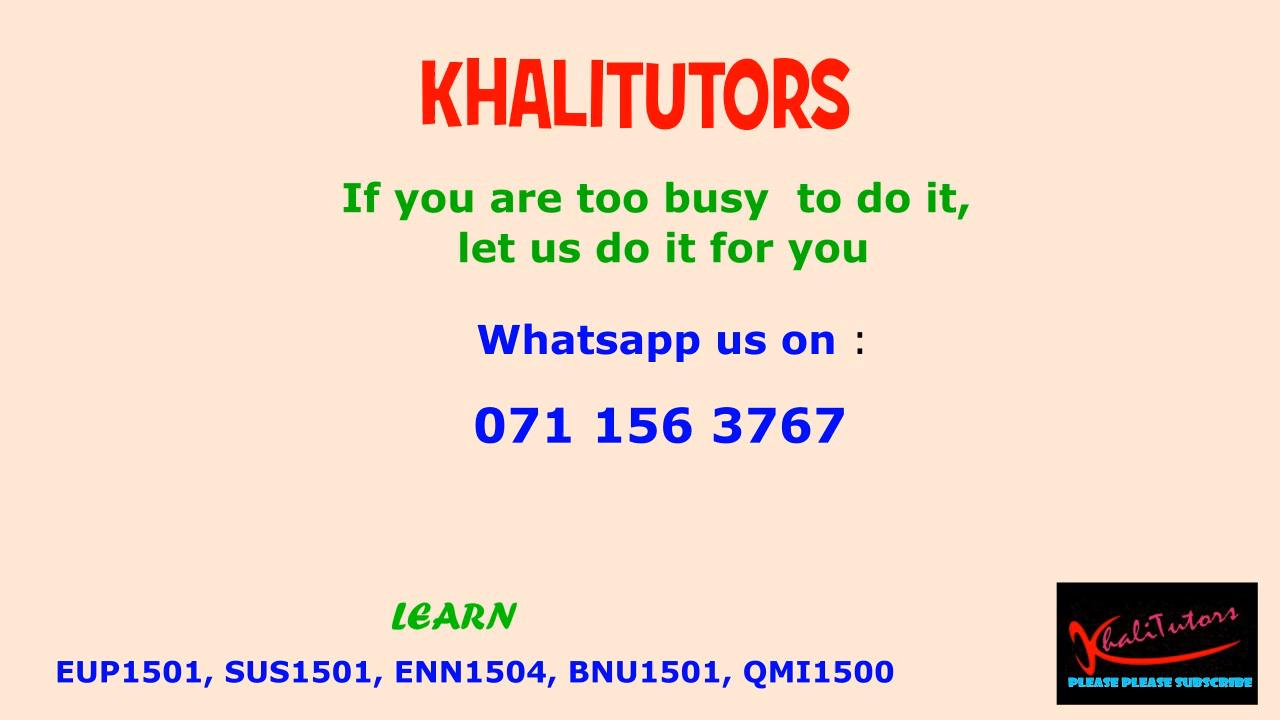 KHALITUTORS
If you are too busy  to do it,
let us do it for you
Whatsapp us on :
071 156 3767
LEARN
EUP1501, SUS1501, ENN1504, BNU1501, QMI1500
KhaliTutors
PLEASE PLEASE SUBSCRIBE